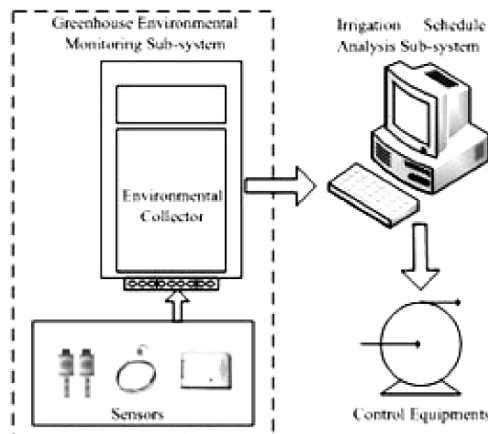 Greenhouse Environmental
Monitoring Sub-system
Irrigation Schedule
Analysis Sub-system
Environmental
Collector
Sensors
Control Equipments